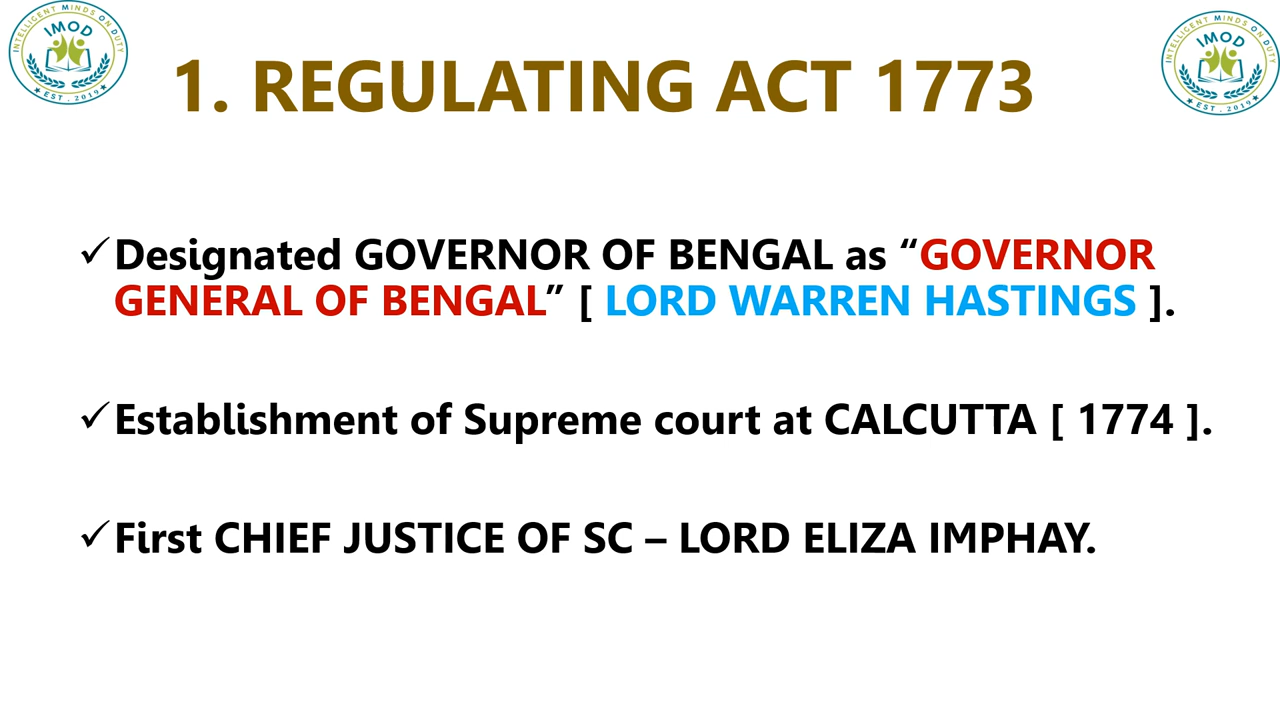 INTELLIGENT MINDS ON DUTY
IMOD
★ EST . 2019 ★
INTELLIGENT MINDS ON DUTY
IMOD
★ EST . 2019 ★
1. REGULATING ACT 1773
✓Designated GOVERNOR OF BENGAL as “GOVERNOR
GENERAL OF BENGAL” [ LORD WARREN HASTINGS ].
✓Establishment of Supreme court at CALCUTTA [ 1774 ].
✓First CHIEF JUSTICE OF SC – LORD ELIZA IMPHAY.